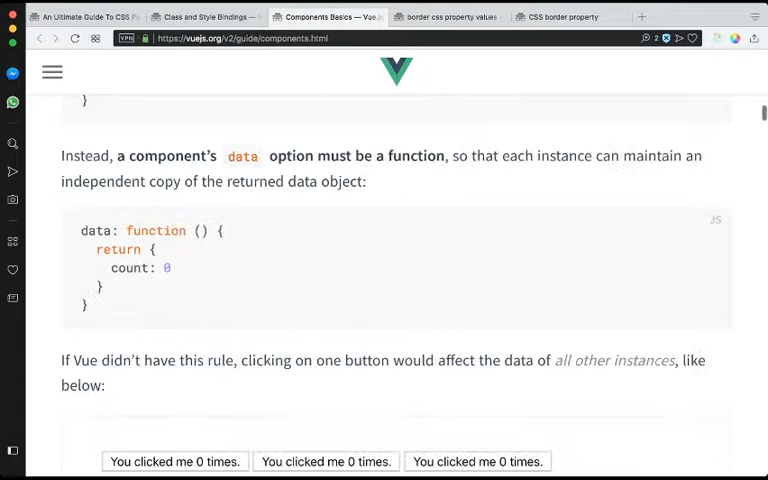 An Ultimate Guide To CSS P
Class and Style Bindings —
Components Basics — Vue.js
border css property values -
CSS border property
VPN
https://vuejs.org/v2/guide/components.html
2
}
Instead, a component's data option must be a function, so that each instance can maintain an
independent copy of the returned data object:
JS
data: function () {
return {
count: 0
}
}
If Vue didn't have this rule, clicking on one button would affect the data of all other instances, like
below:
You clicked me 0 times. You clicked me 0 times. You clicked me 0 times.